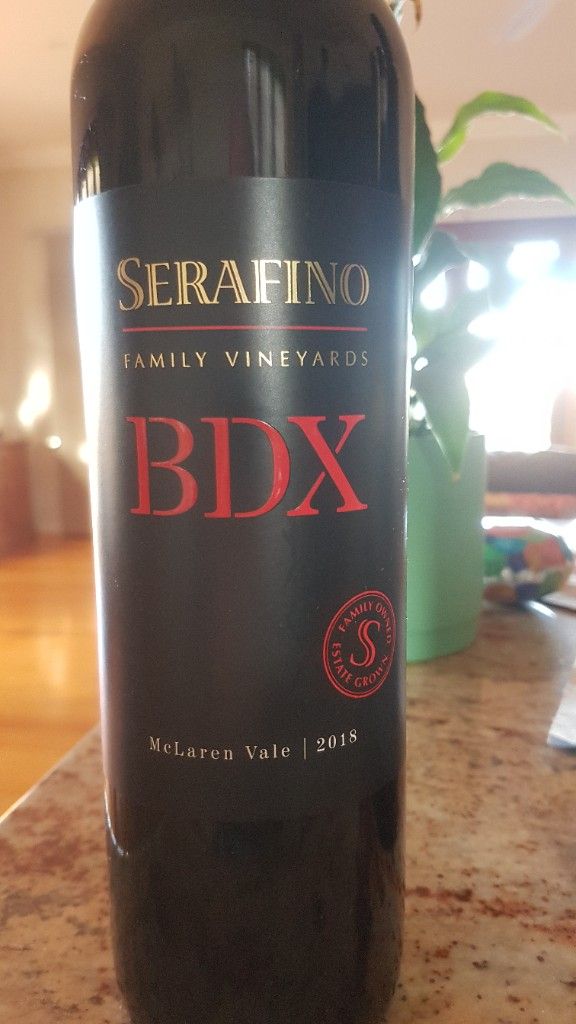 SERAFINO
FAMILY VINEYARDS
BDX
FAMILY OWNED
S
ESTATE GROWN
McLaren Vale | 2018